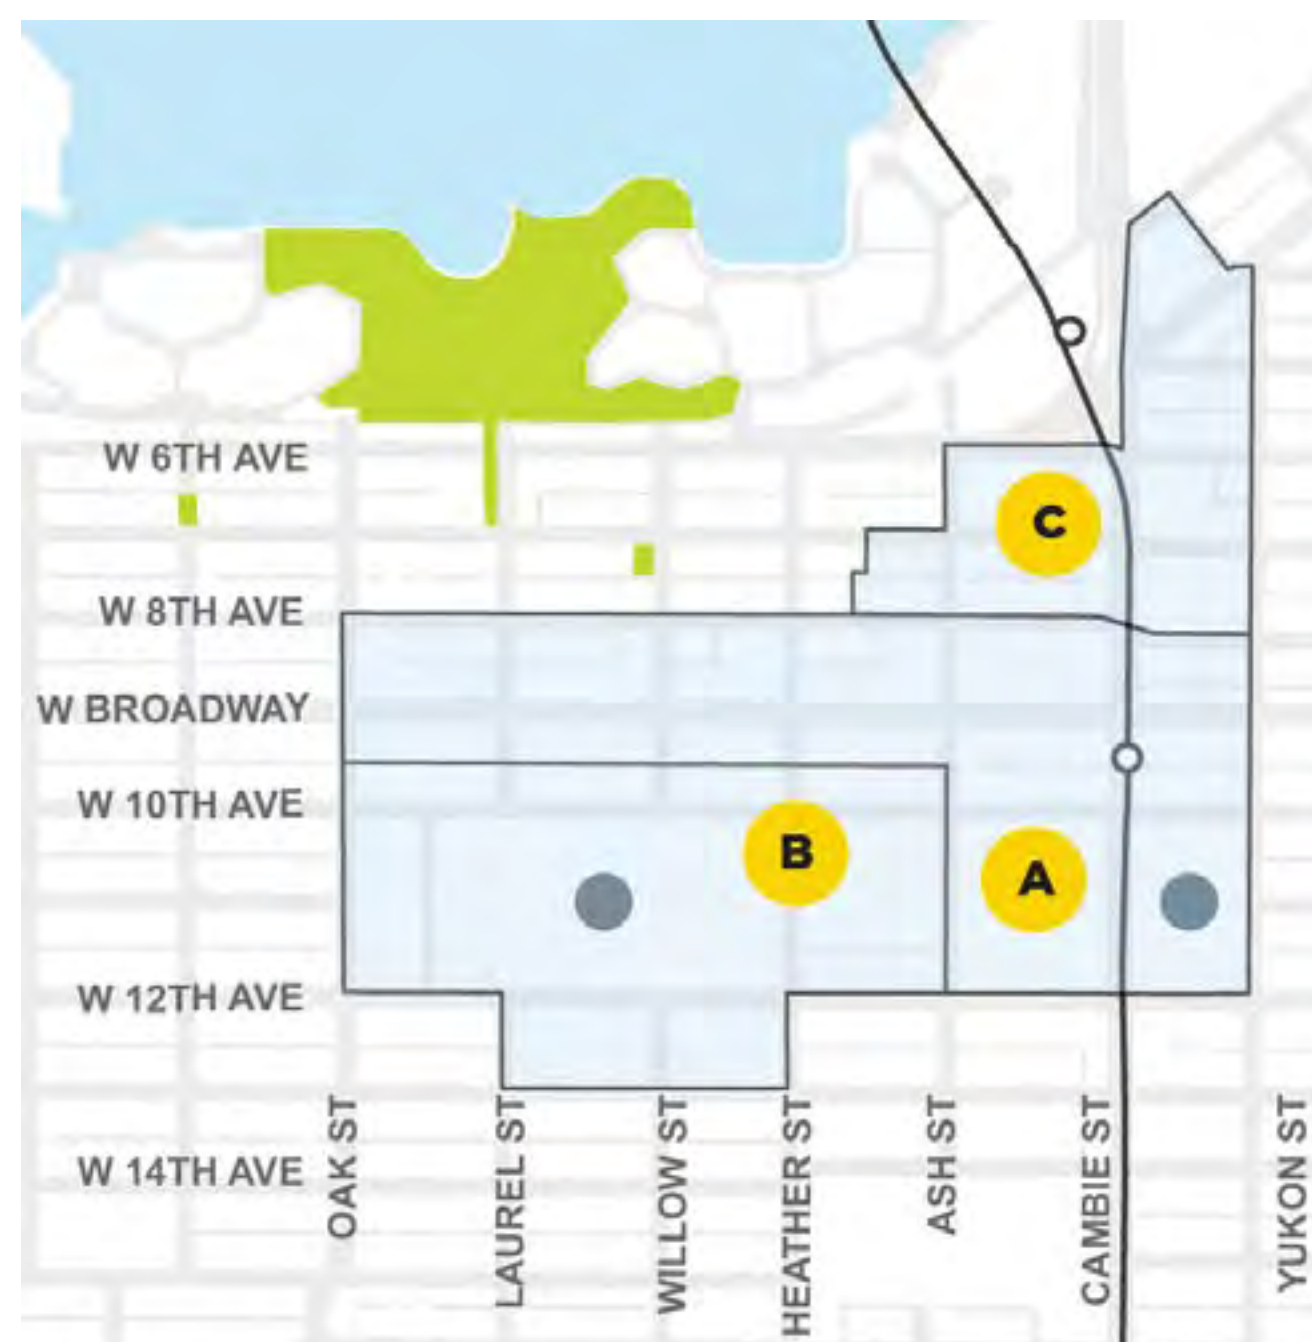 W 6TH AVE
C
W 8TH AVE
W BROADWAY
W 10TH AVE
B
A
W 12TH AVE
W 14TH AVE
OAK ST
LAUREL ST
WILLOW ST
HEATHER ST
ASH ST
CAMBIE ST
YUKON ST